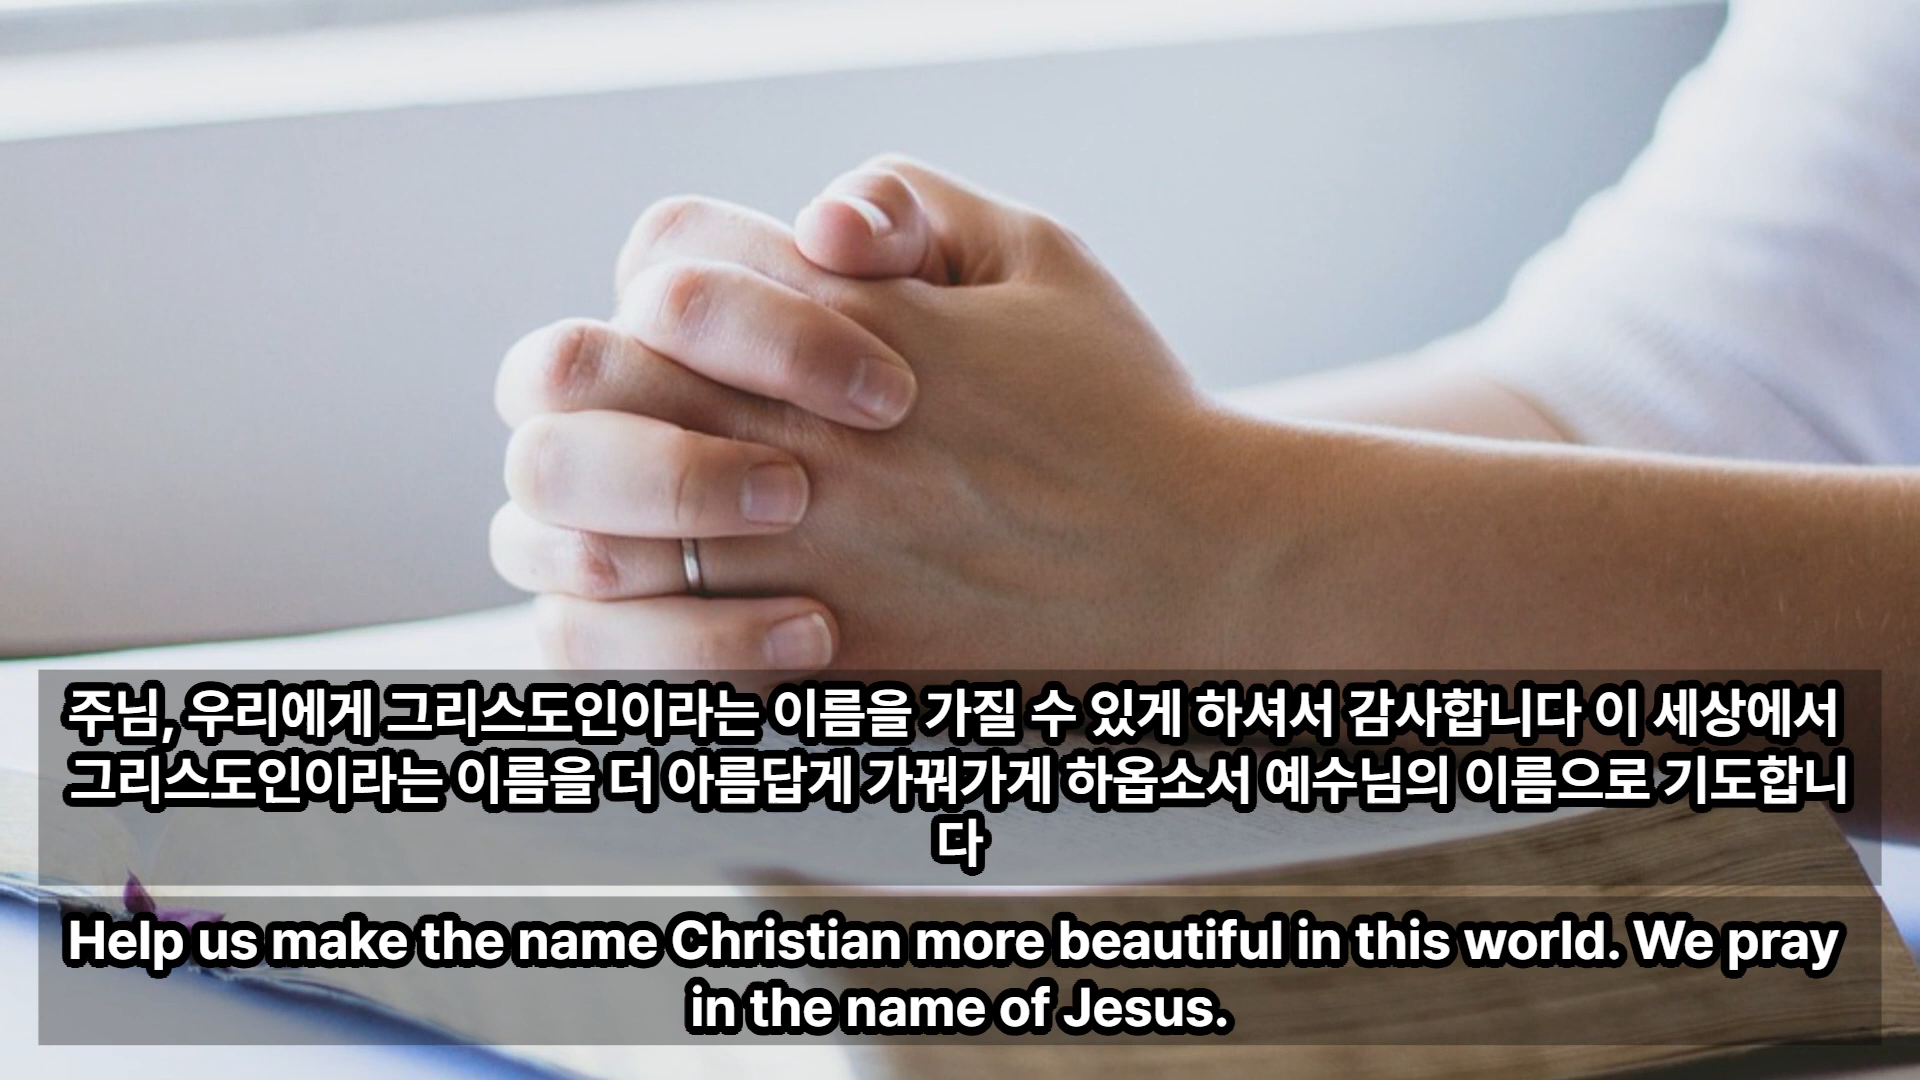 주님, 우리에게 그리스도인이라는 이름을 가질 수 있게 하셔서 감사합니다 이 세상에서
그리스도인이라는 이름을 더 아름답게 가꿔가게 하옵소서 예수님의 이름으로 기도합니
다
Help us make the name Christian more beautiful in this world. We pray
in the name of Jesus.